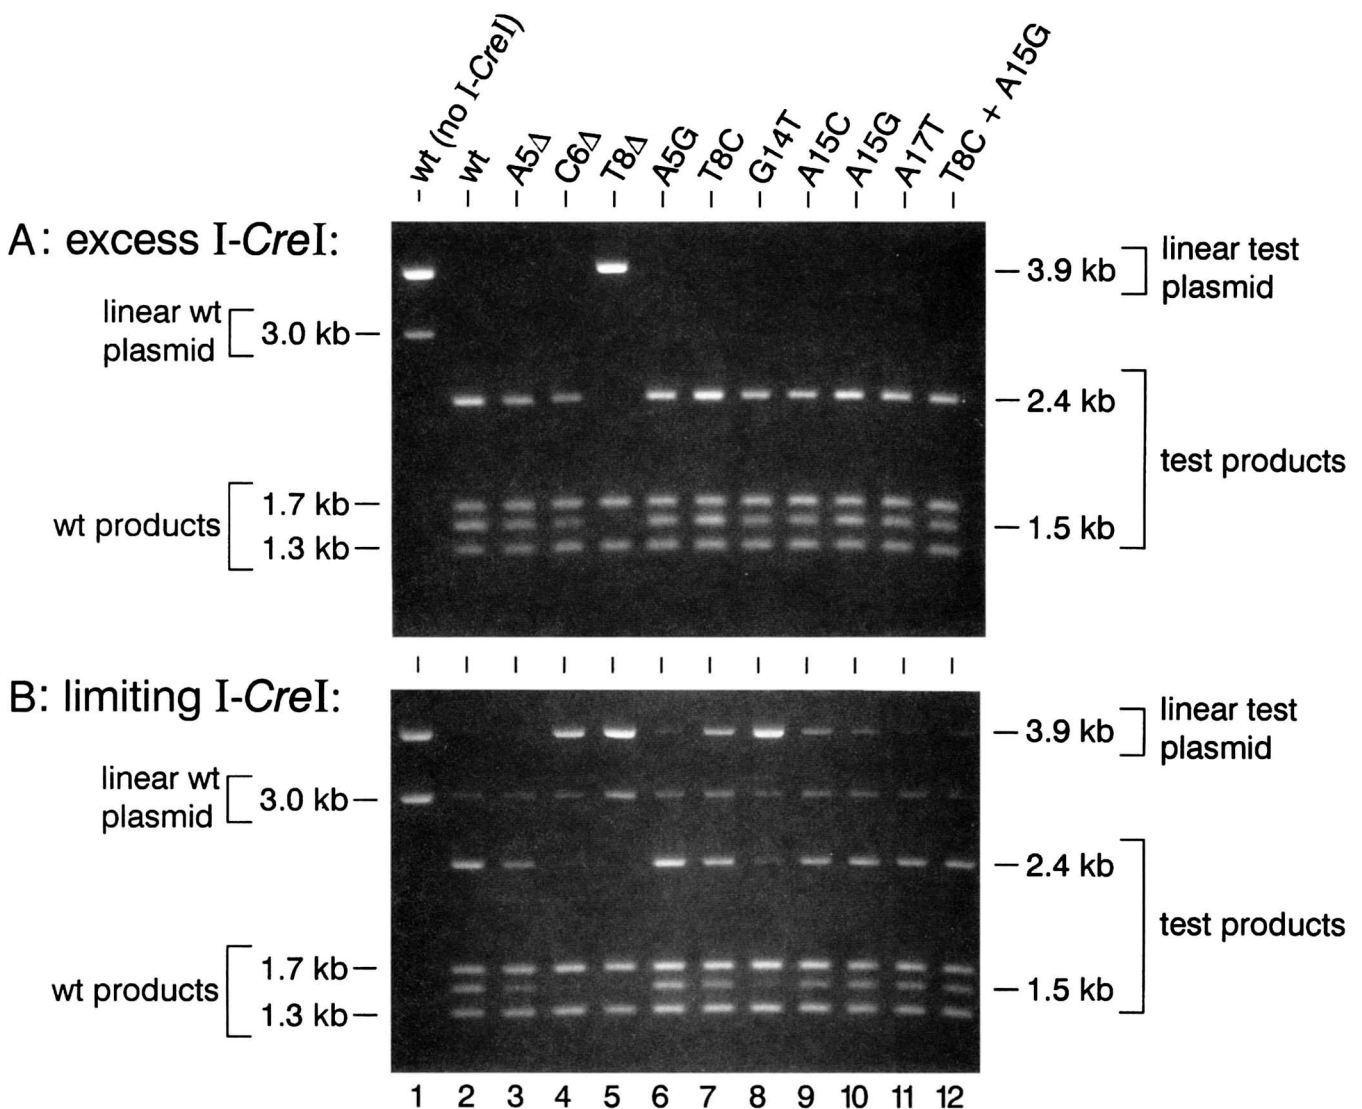 wt (no I-CreI)
wt
A5Δ
C6Δ
T8Δ
A5G
T8C
G14T
A15C
A15G
A17T
T8C + A15G
A: excess I-CreI:
linear wt
plasmid
3.0 kb
3.9 kb
linear test
plasmid
2.4 kb
test products
wt products
1.7 kb
1.3 kb
1.5 kb
B: limiting I-CreI:
linear wt
plasmid
3.0 kb
3.9 kb
linear test
plasmid
2.4 kb
test products
wt products
1.7 kb
1.3 kb
1.5 kb
1 2 3 4 5 6 7 8 9 10 11 12